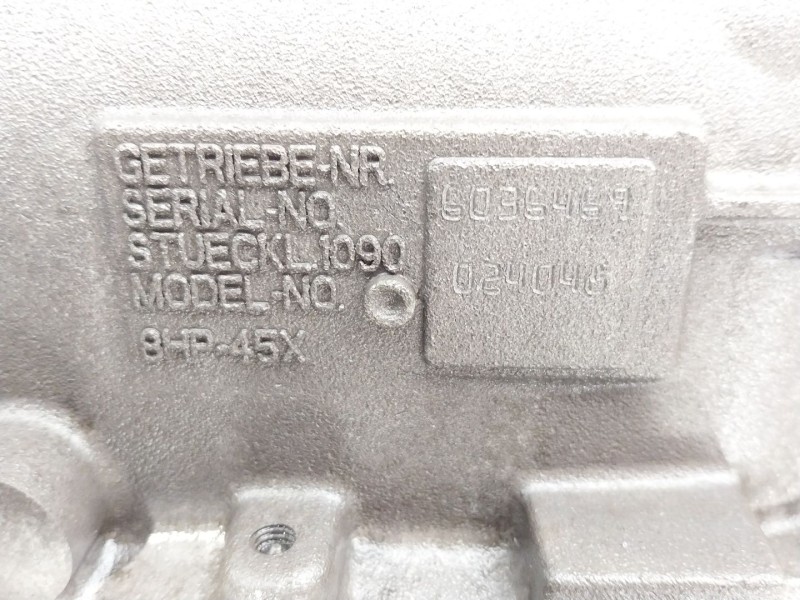 GETRIEBE-NR.
SERIAL-NO.
6036469
STUECKL.1090
MODEL-NO.
024046
8HP-45X